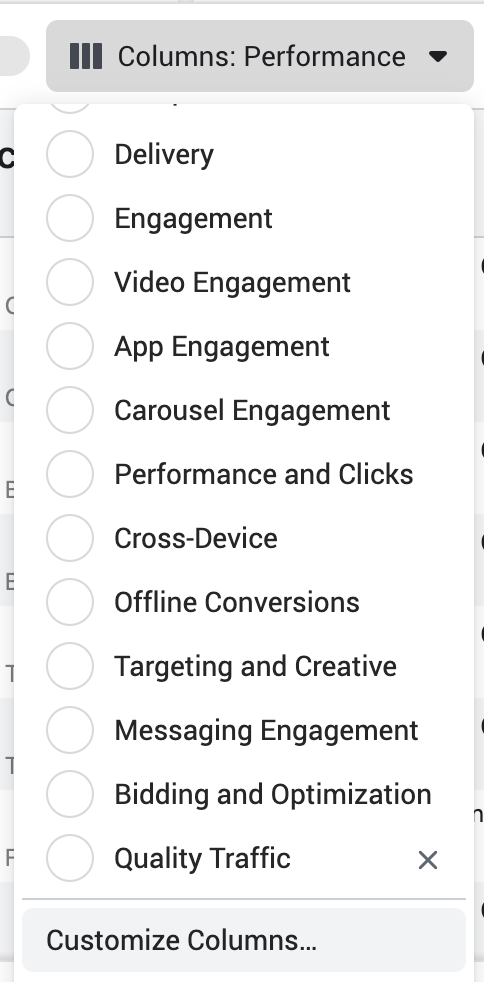 Columns: Performance
Delivery
Engagement
Video Engagement
App Engagement
Carousel Engagement
Performance and Clicks
Cross-Device
Offline Conversions
Targeting and Creative
Messaging Engagement
Bidding and Optimization
Quality Traffic
Customize Columns...